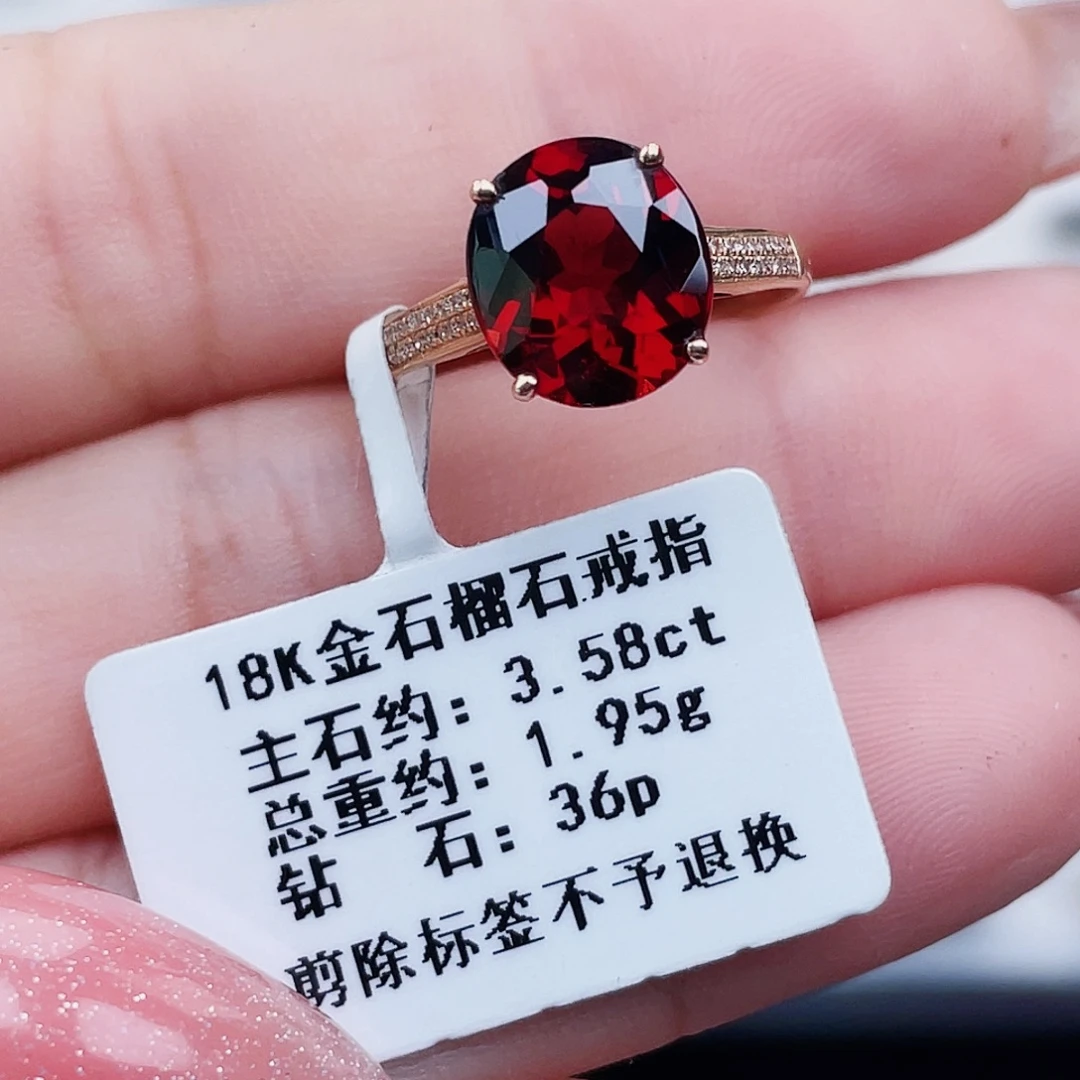 18K金石榴石戒指
主石约：3.58ct
总重约：1.95g
钻 石：36p
剪除标签不予退换